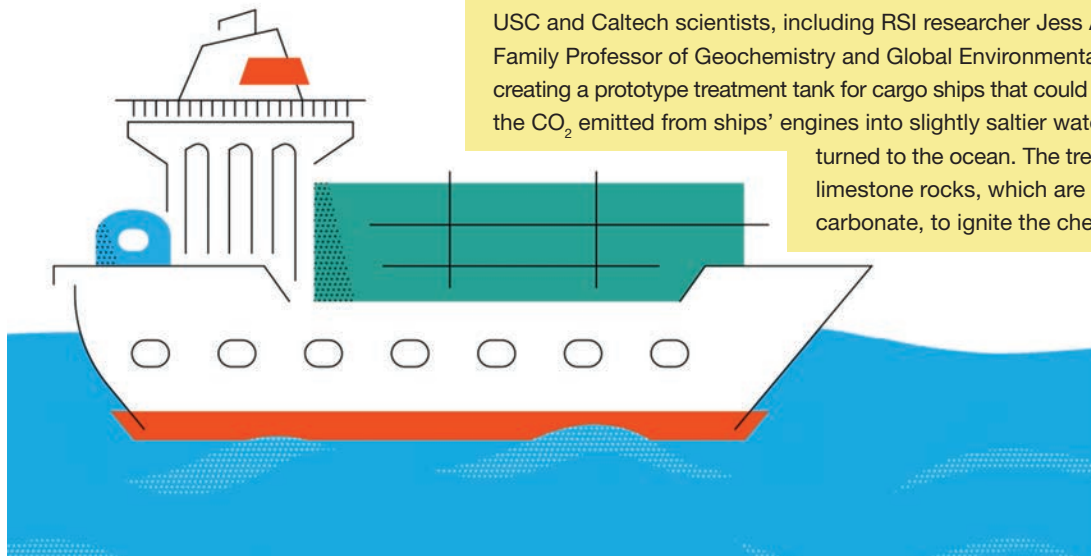 USC and Caltech scientists, including RSI researcher Jess
Family Professor of Geochemistry and Global Environmenta
creating a prototype treatment tank for cargo ships that could
the CO₂ emitted from ships’ engines into slightly saltier wat
turned to the ocean. The tre
limestone rocks, which are
carbonate, to ignite the che